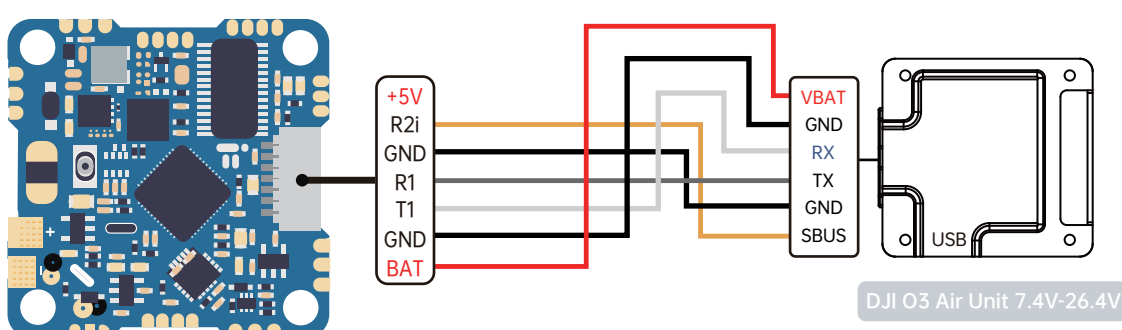 +5V
R2i
GND
R1
T1
GND
BAT
VBAT
GND
RX
TX
GND
SBUS
USB
DJI O3 Air Unit 7.4V-26.4V
+
-